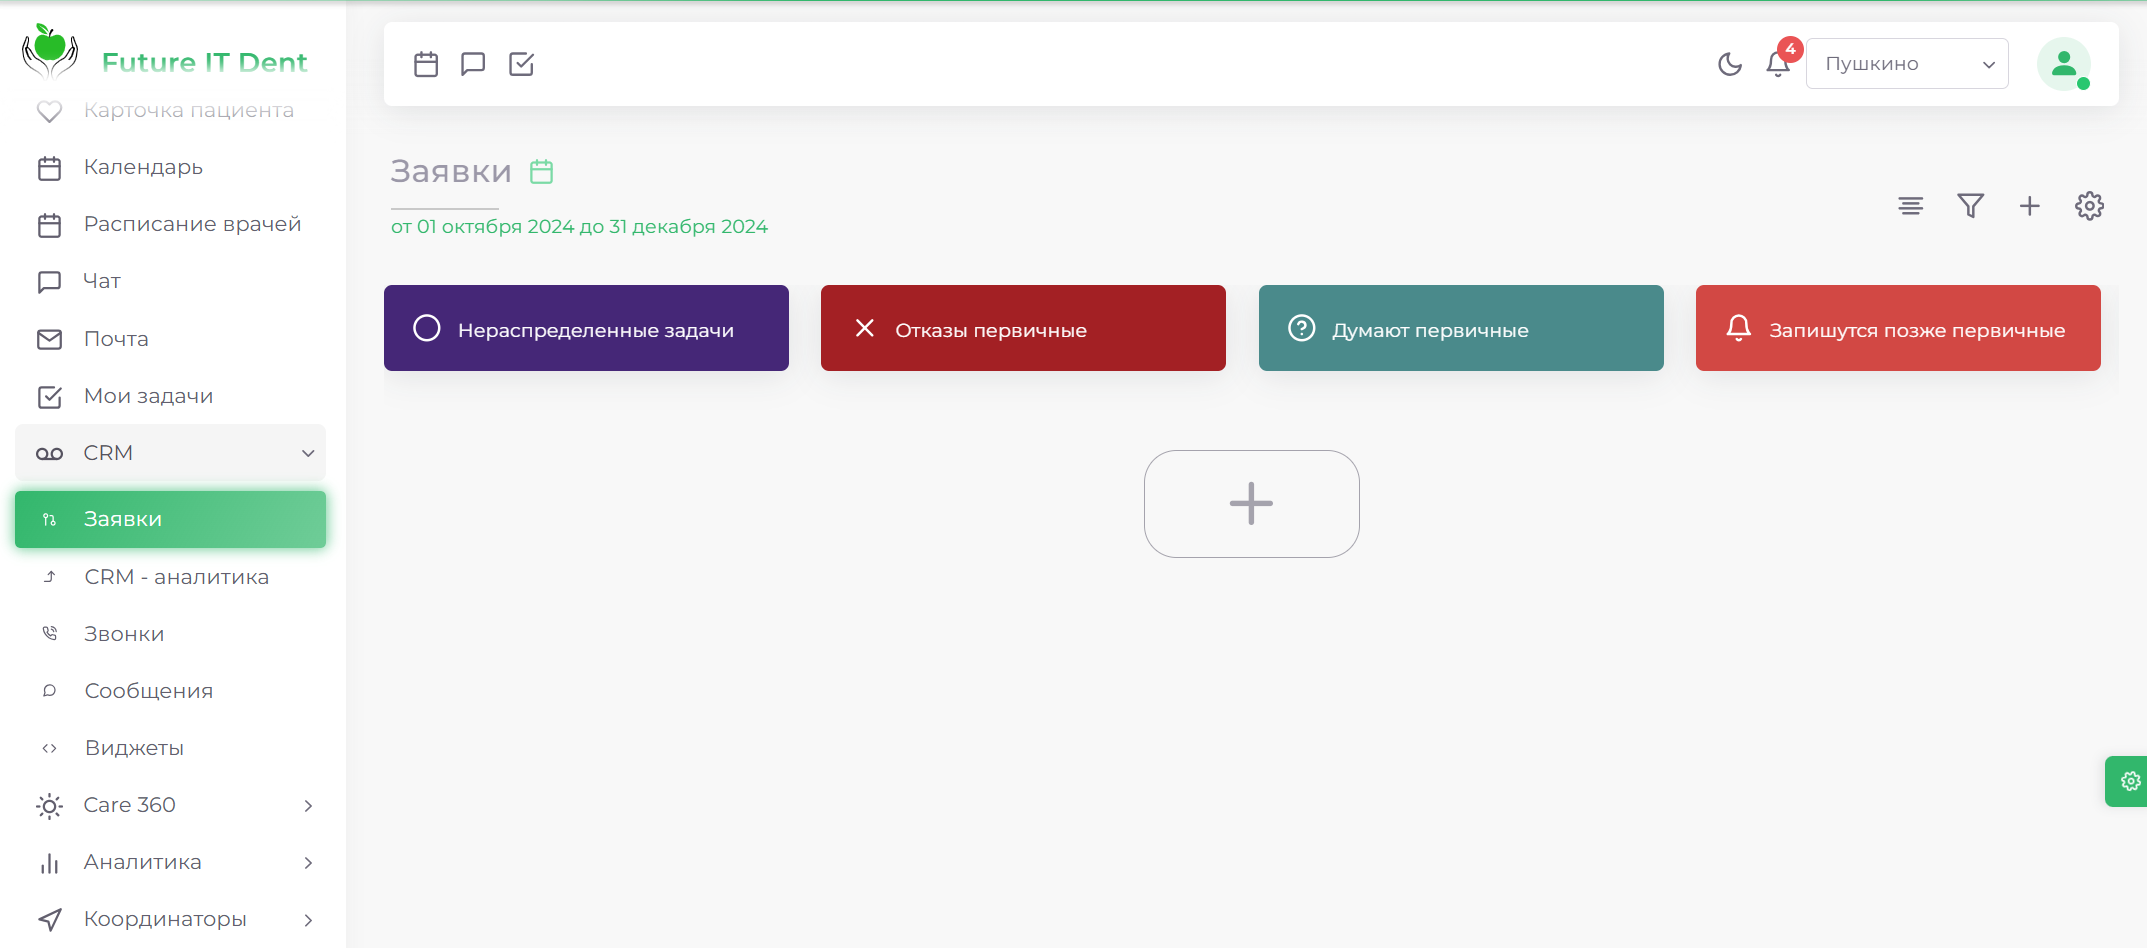 Future IT Dent
Карточка пациента
Календарь
Расписание врачей
Чат
Почта
Мои задачи
CRM
Заявки
CRM - аналитика
Звонки
Сообщения
Виджеты
Care 360
Аналитика
Координаторы
4
Пушкино
Заявки
от 01 октября 2024 до 31 декабря 2024
Нераспределенные задачи
Отказы первичные
Думают первичные
Запишутся позже первичные